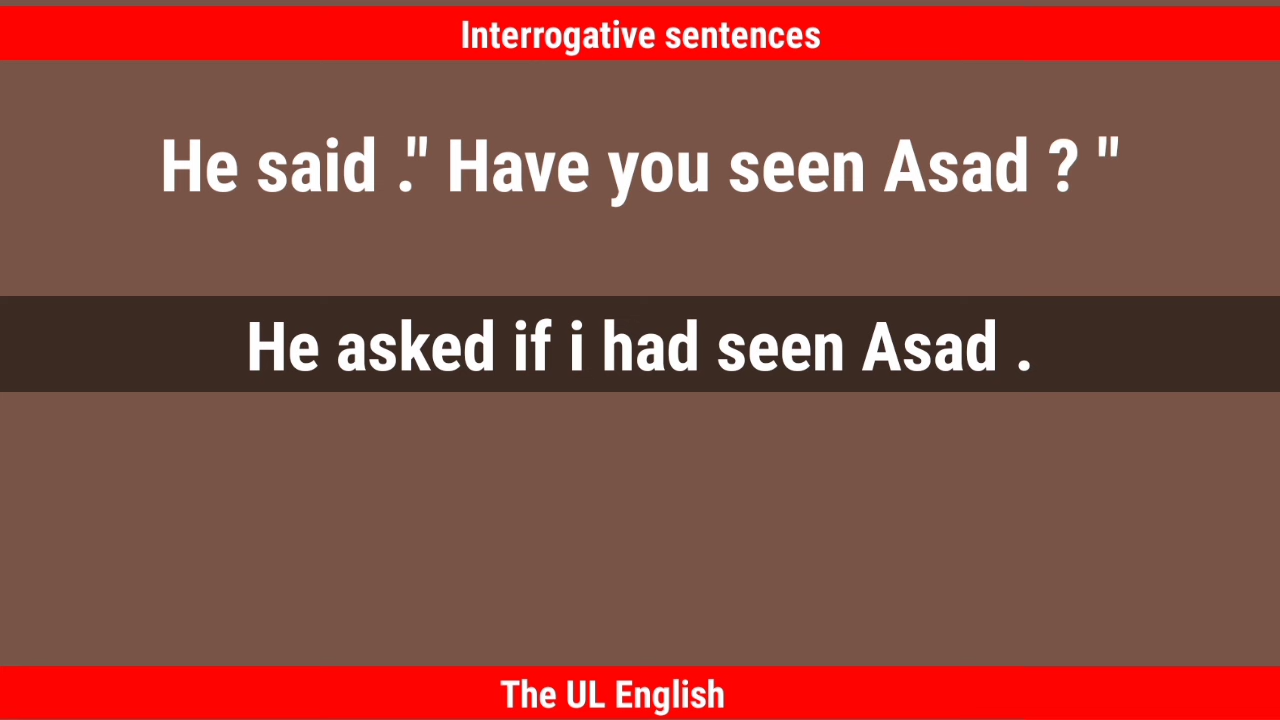 Interrogative sentences
He said ." Have you seen Asad ? "
He asked if i had seen Asad .
The UL English